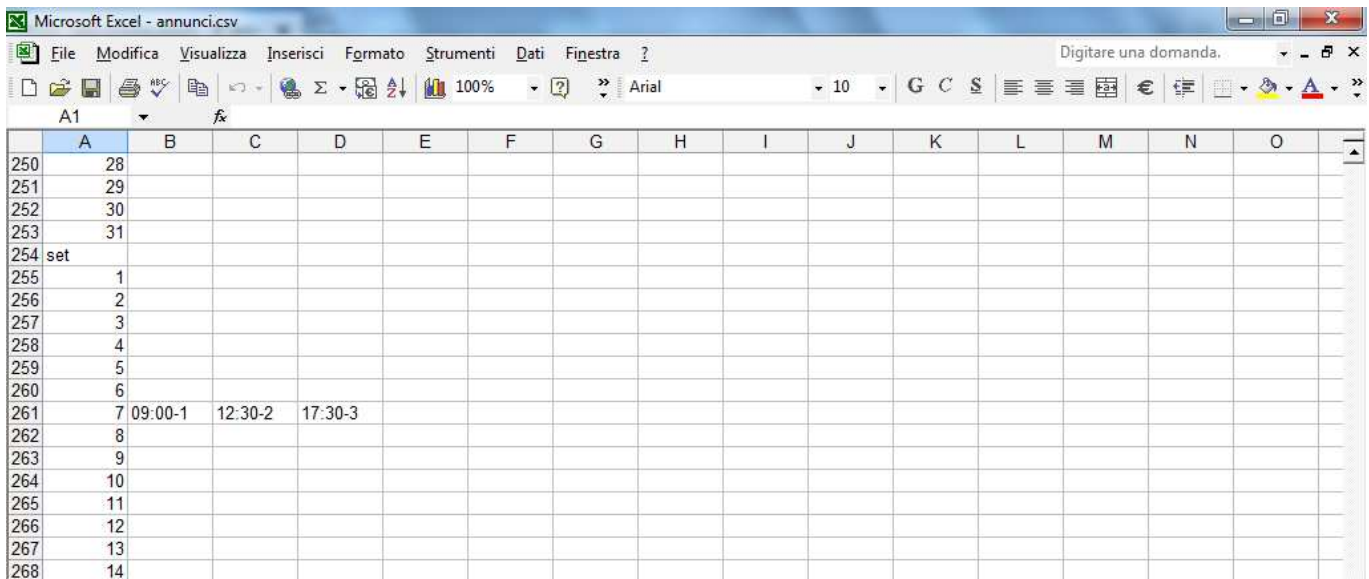 Microsoft Excel - annunci.csv
File Modifica Visualizza Inserisci Formato Strumenti Dati Finestra ? Digitare una domanda.
100% Arial 10 G C S €
A1 fx
A B C D E F G H I J K L M N O
250 28
251 29
252 30
253 31
254 set
255 1
256 2
257 3
258 4
259 5
260 6
261 7 09:00-1 12:30-2 17:30-3
262 8
263 9
264 10
265 11
266 12
267 13
268 14